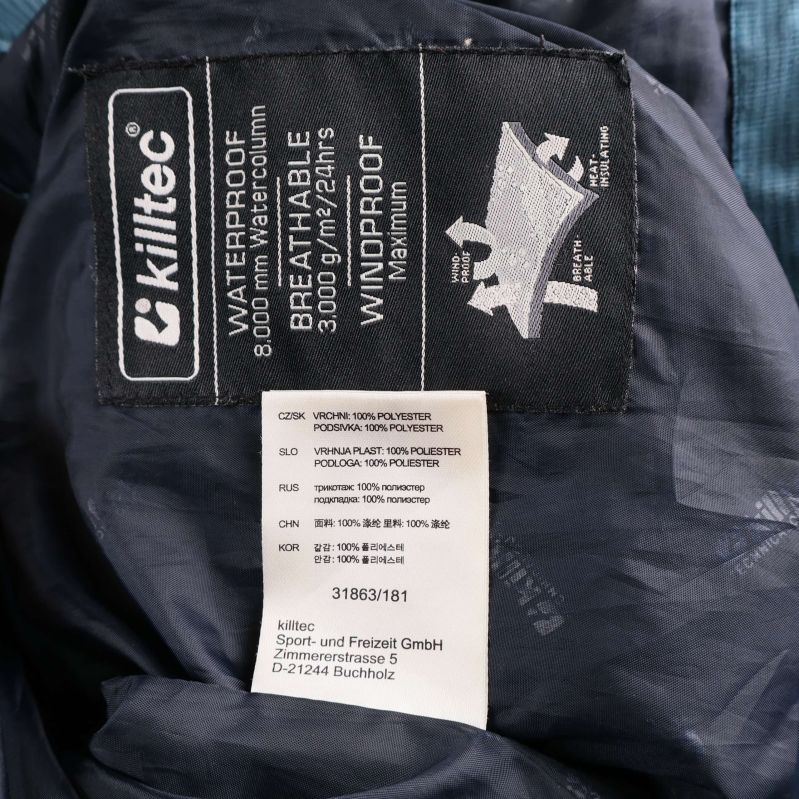 killtec®
WATERPROOF
8.000 mm Watercolumn
BREATHABLE
3.000 g/m²/24hrs
WINDPROOF
Maximum
WIND-
PROOF
BREATH-
ABLE
HEAT-
INSULATING
CZ/SK VRCHNI: 100% POLYESTER
PODSIVKA: 100% POLYESTER
SLO VRHNJA PLAST: 100% POLIESTER
PODLOGA: 100% POLIESTER
RUS трикотаж: 100% полиэстер
подкладка: 100% полиэстер
CHN 面料: 100% 涤纶 里料: 100% 涤纶
KOR 겉감: 100% 폴리에스테
안감: 100% 폴리에스테
31863/181
killtec
Sport- und Freizeit GmbH
Zimmererstrasse 5
D-21244 Buchholz
killtec
killtec